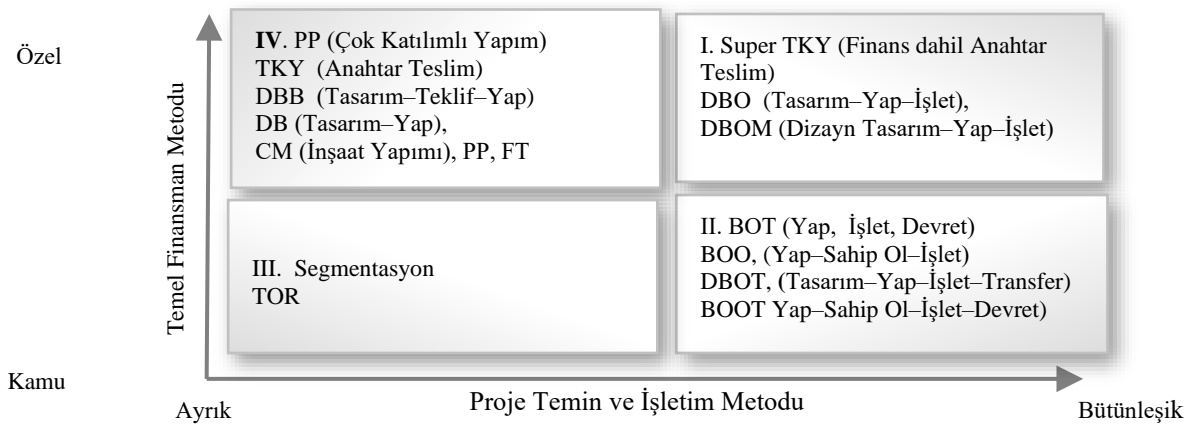 Özel
Temel Finansman Metodu
Kamu
IV. PP (Çok Katılımlı Yapım)
TKY (Anahtar Teslim)
DBB (Tasarım–Teklif–Yap)
DB (Tasarım–Yap),
CM (İnşaat Yapımı), PP, FT
I. Super TKY (Finans dahil Anahtar
Teslim)
DBO (Tasarım–Yap–İşlet),
DBOM (Dizayn Tasarım–Yap–İşlet)
III. Segmentasyon
TOR
II. BOT (Yap, İşlet, Devret)
BOO, (Yap–Sahip Ol–İşlet)
DBOT, (Tasarım–Yap–İşlet–Transfer)
BOOT Yap–Sahip Ol–İşlet–Devret)
Ayrık
Proje Temin ve İşletim Metodu
Bütünleşik